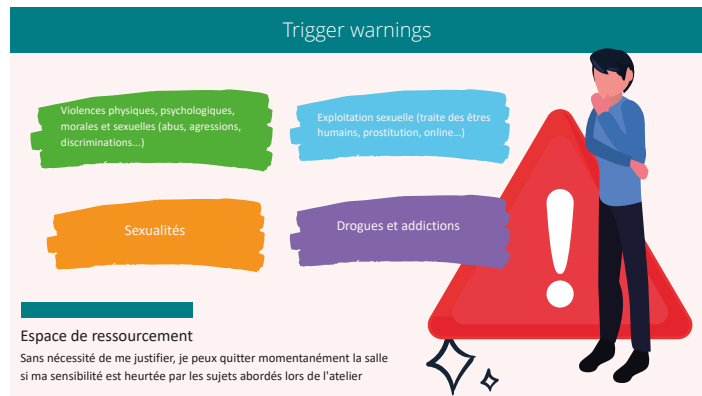 Trigger warnings
Violences physiques, psychologiques,
morales et sexuelles (abus, agressions,
discriminations...)
Exploitation sexuelle (traite des êtres
humains, prostitution, online...)
Sexualités
Drogues et addictions
Espace de ressourcement
Sans nécessité de me justifier, je peux quitter momentanément la salle
si ma sensibilité est heurtée par les sujets abordés lors de l'atelier